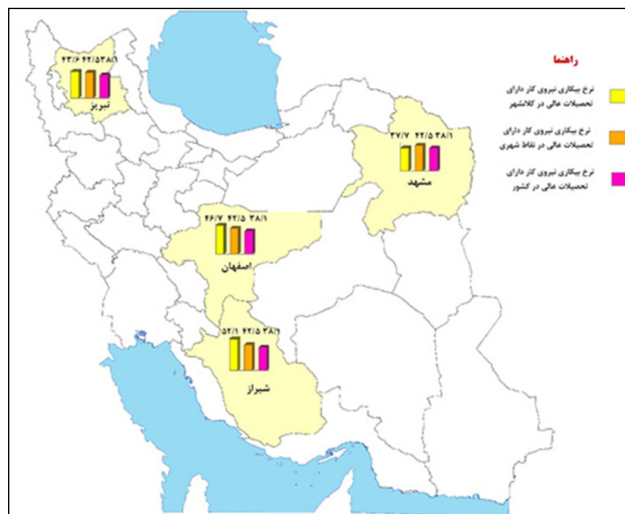 راهنما
نرخ بیکاری نیروی کار دارای
تحصیلات عالی در کلانشهر
نرخ بیکاری نیروی کار دارای
تحصیلات عالی در نقاط شهری
نرخ بیکاری نیروی کار دارای
تحصیلات عالی در کشور
۴۳/۶ ۴۲/۵ ۳۸/۱
تبریز
۳۷/۷ ۴۲/۵ ۳۸/۱
مشهد
۴۶/۷ ۴۲/۵ ۳۸/۱
اصفهان
۵۲/۱ ۴۲/۵ ۳۸/۱
شیراز